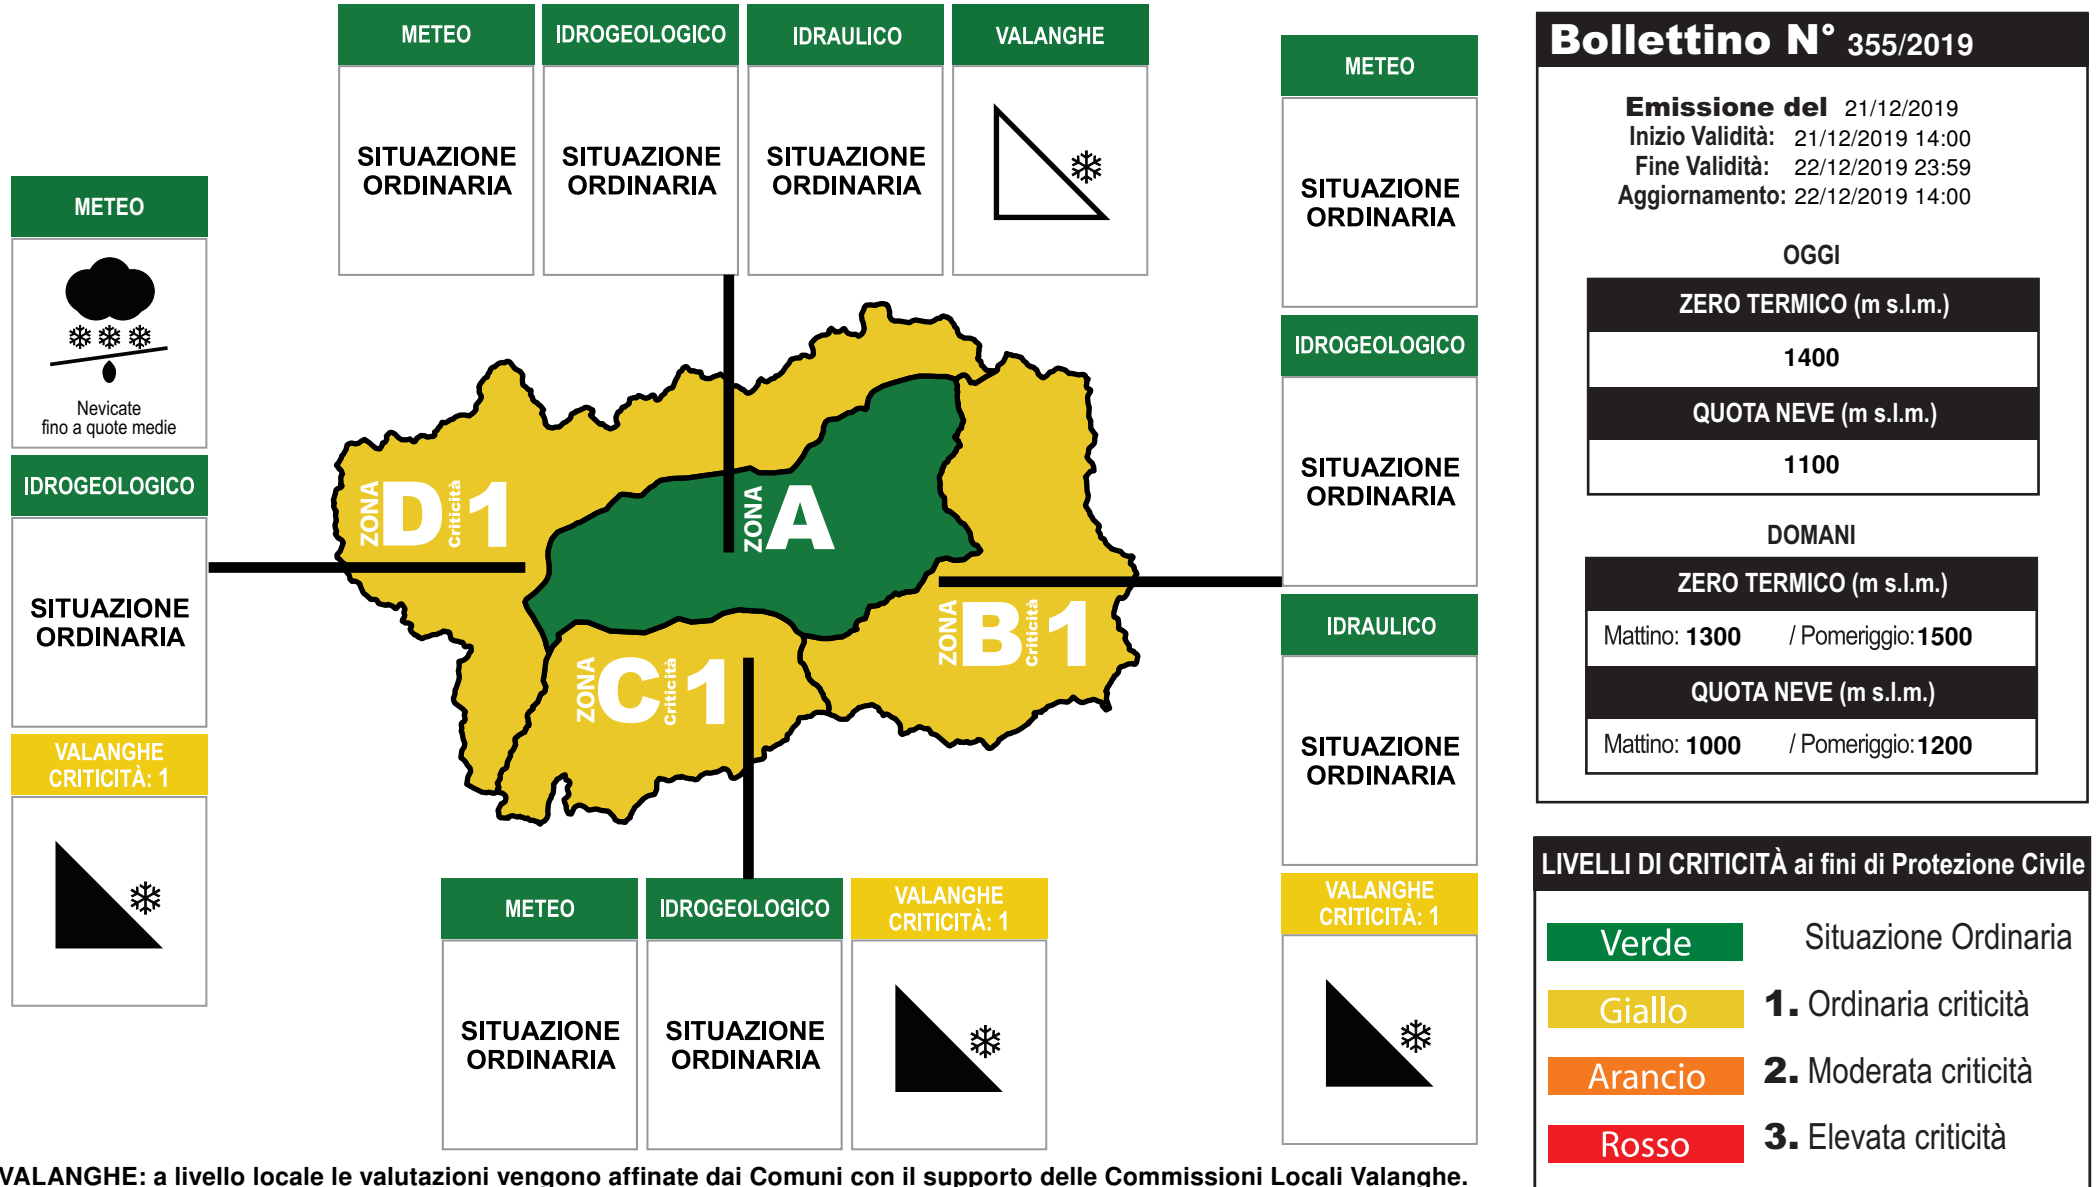 METEO
SITUAZIONE
ORDINARIA
IDROGEOLOGICO
SITUAZIONE
ORDINARIA
IDRAULICO
SITUAZIONE
ORDINARIA
VALANGHE
METEO
Nevicate
fino a quote medie
IDROGEOLOGICO
SITUAZIONE
ORDINARIA
VALANGHE
CRITICITÀ: 1
ZONA D Criticità 1
ZONA A
ZONA B Criticità 1
ZONA C Criticità 1
METEO
SITUAZIONE
ORDINARIA
IDROGEOLOGICO
SITUAZIONE
ORDINARIA
VALANGHE
CRITICITÀ: 1
METEO
SITUAZIONE
ORDINARIA
IDROGEOLOGICO
SITUAZIONE
ORDINARIA
IDRAULICO
SITUAZIONE
ORDINARIA
VALANGHE
CRITICITÀ: 1
Bollettino N° 355/2019
Emissione del 21/12/2019
Inizio Validità: 21/12/2019 14:00
Fine Validità: 22/12/2019 23:59
Aggiornamento: 22/12/2019 14:00
OGGI
ZERO TERMICO (m s.l.m.)
1400
QUOTA NEVE (m s.l.m.)
1100
DOMANI
ZERO TERMICO (m s.l.m.)
Mattino: 1300 / Pomeriggio: 1500
QUOTA NEVE (m s.l.m.)
Mattino: 1000 / Pomeriggio: 1200
LIVELLI DI CRITICITÀ ai fini di Protezione Civile
Verde Situazione Ordinaria
Giallo 1. Ordinaria criticità
Arancio 2. Moderata criticità
Rosso 3. Elevata criticità
VALANGHE: a livello locale le valutazioni vengono affinate dai Comuni con il supporto delle Commissioni Locali Valanghe.